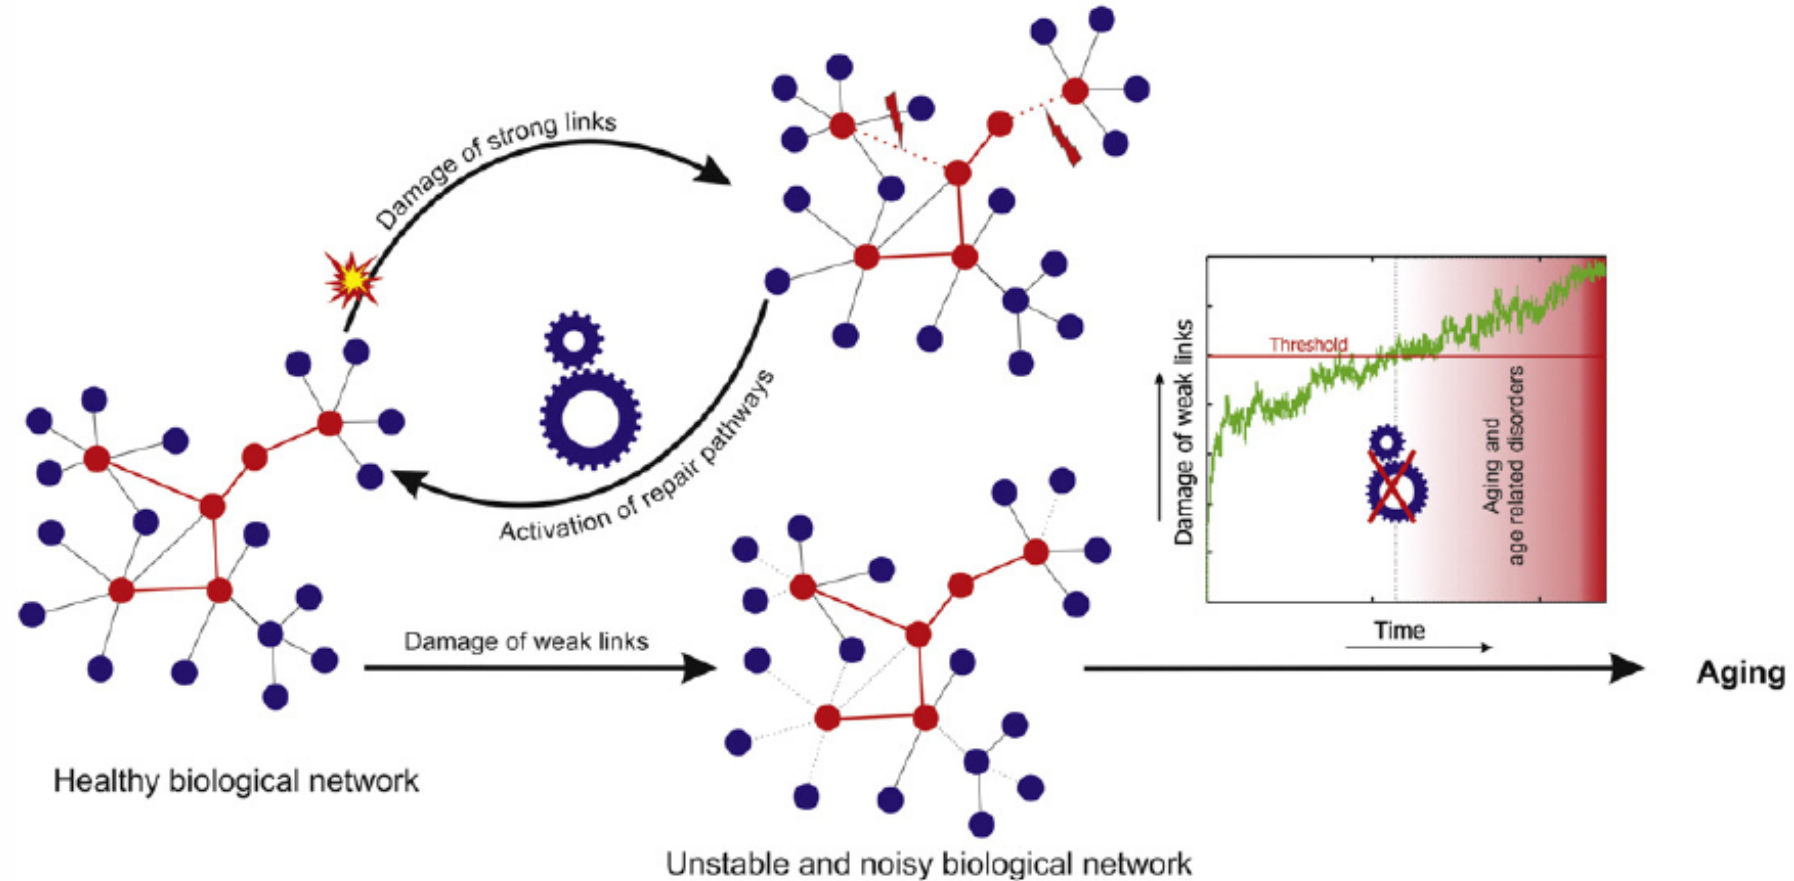 Damage of strong links
Activation of repair pathways
Damage of weak links
Healthy biological network
Unstable and noisy biological network
Damage of weak links
Threshold
Aging and
age related disorders
Time
Aging